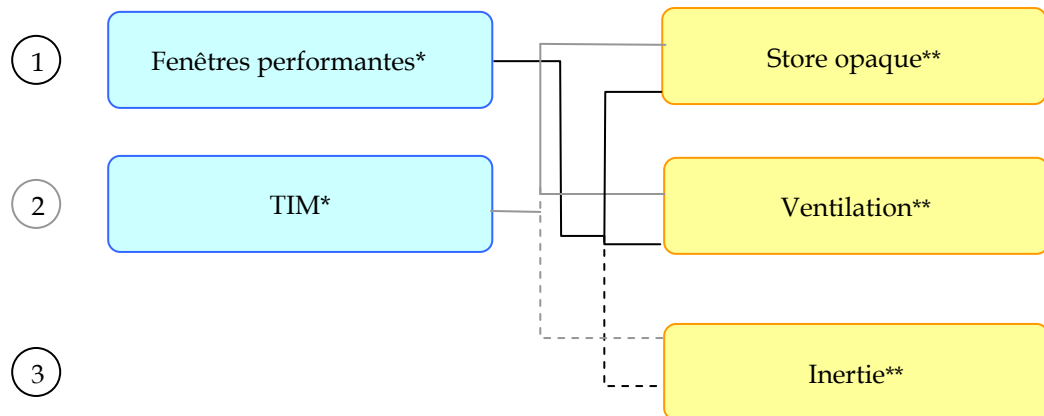 1
Fenêtres performantes*
Store opaque**
2
TIM*
Ventilation**
3
Inertie**